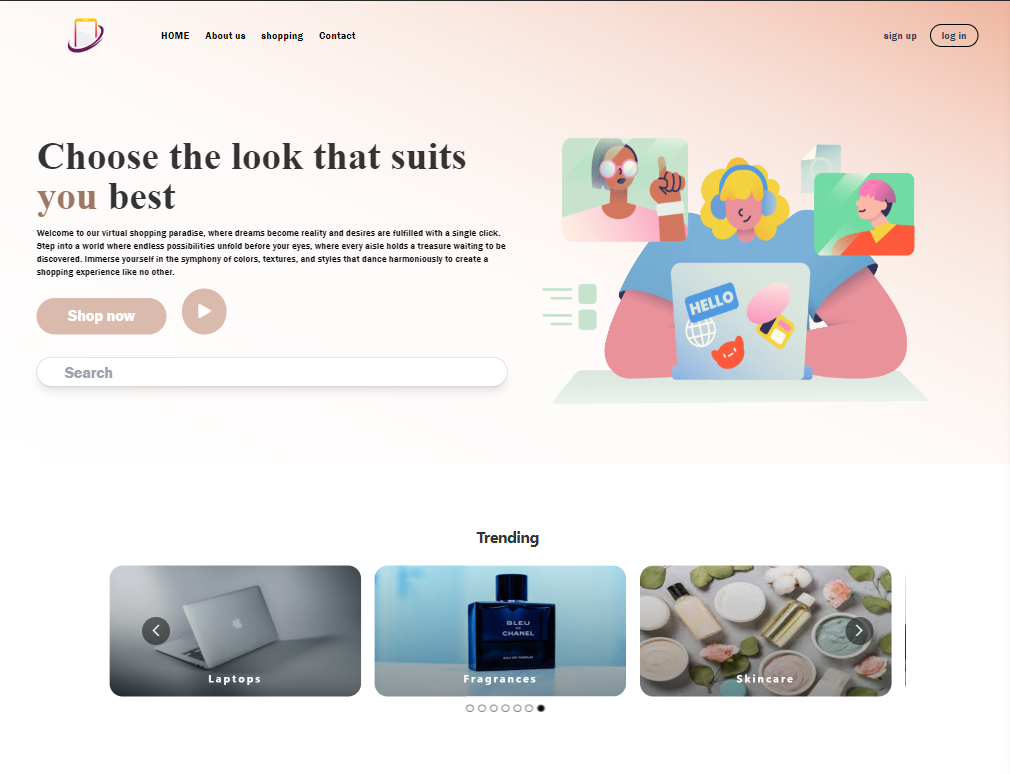 HOME About us shopping Contact sign up log in
Choose the look that suits
you best
Welcome to our virtual shopping paradise, where dreams become reality and desires are fulfilled with a single click.
Step into a world where endless possibilities unfold before your eyes, where every aisle holds a treasure waiting to be
discovered. Immerse yourself in the symphony of colors, textures, and styles that dance harmoniously to create a
shopping experience like no other.
Shop now
Search
HELLO
Trending
BLEU
DE
CHANEL
EAU DE PARFUM
Laptops
Fragrances
Skincare